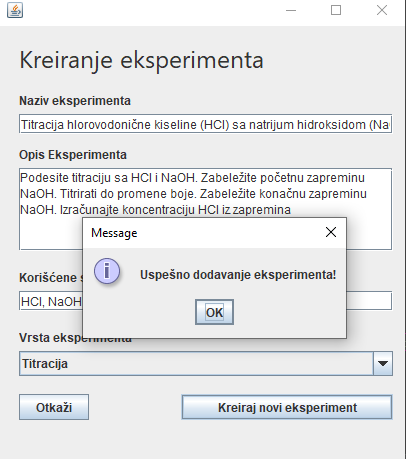 Kreiranje eksperimenta
Naziv eksperimenta
Titracija hlorovodonične kiseline (HCl) sa natrijum hidroksidom (Na
Opis Eksperimenta
Podesite titraciju sa HCl i NaOH. Zabeležite početnu zapreminu
NaOH. Titrirati do promene boje. Zabeležite konačnu zapreminu
NaOH. Izračunajte koncentraciju HCl iz zapremina
Message
Uspešno dodavanje eksperimenta!
OK
Korišćene s
HCl, NaOH
Vrsta eksperimenta
Titracija
Otkaži
Kreiraj novi eksperiment